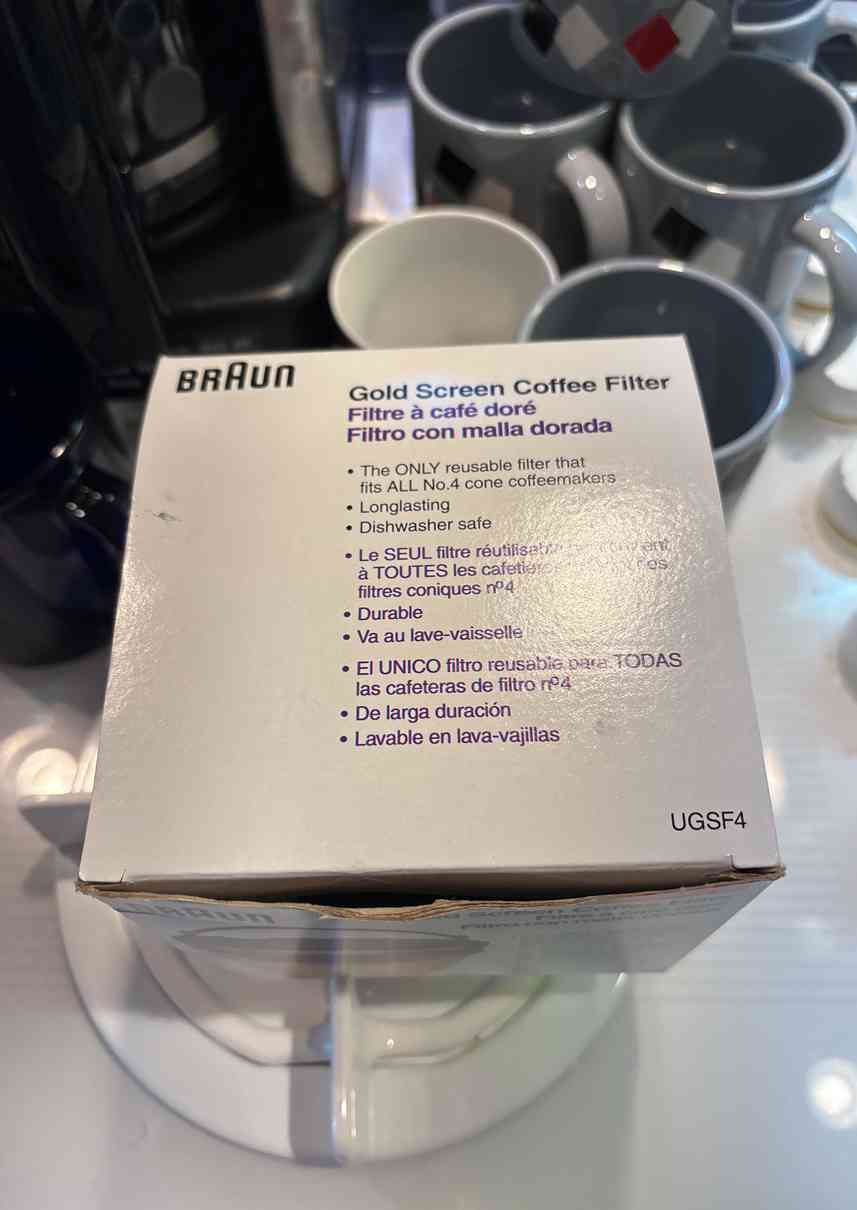 BRAUN
Gold Screen Coffee Filter
Filtre à café doré
Filtro con malla dorada
• The ONLY reusable filter that
fits ALL No.4 cone coffeemakers
• Longlasting
• Dishwasher safe
• Le SEUL filtre réutilisable
à TOUTES les
filtres coniques nº4
• Durable
• Va au lave-vaisselle
• El UNICO filtro reusable para TODAS
las cafeteras de filtro nº4
• De larga duración
• Lavable en lava-vajillas
UGSF4
BRAUN
Screen